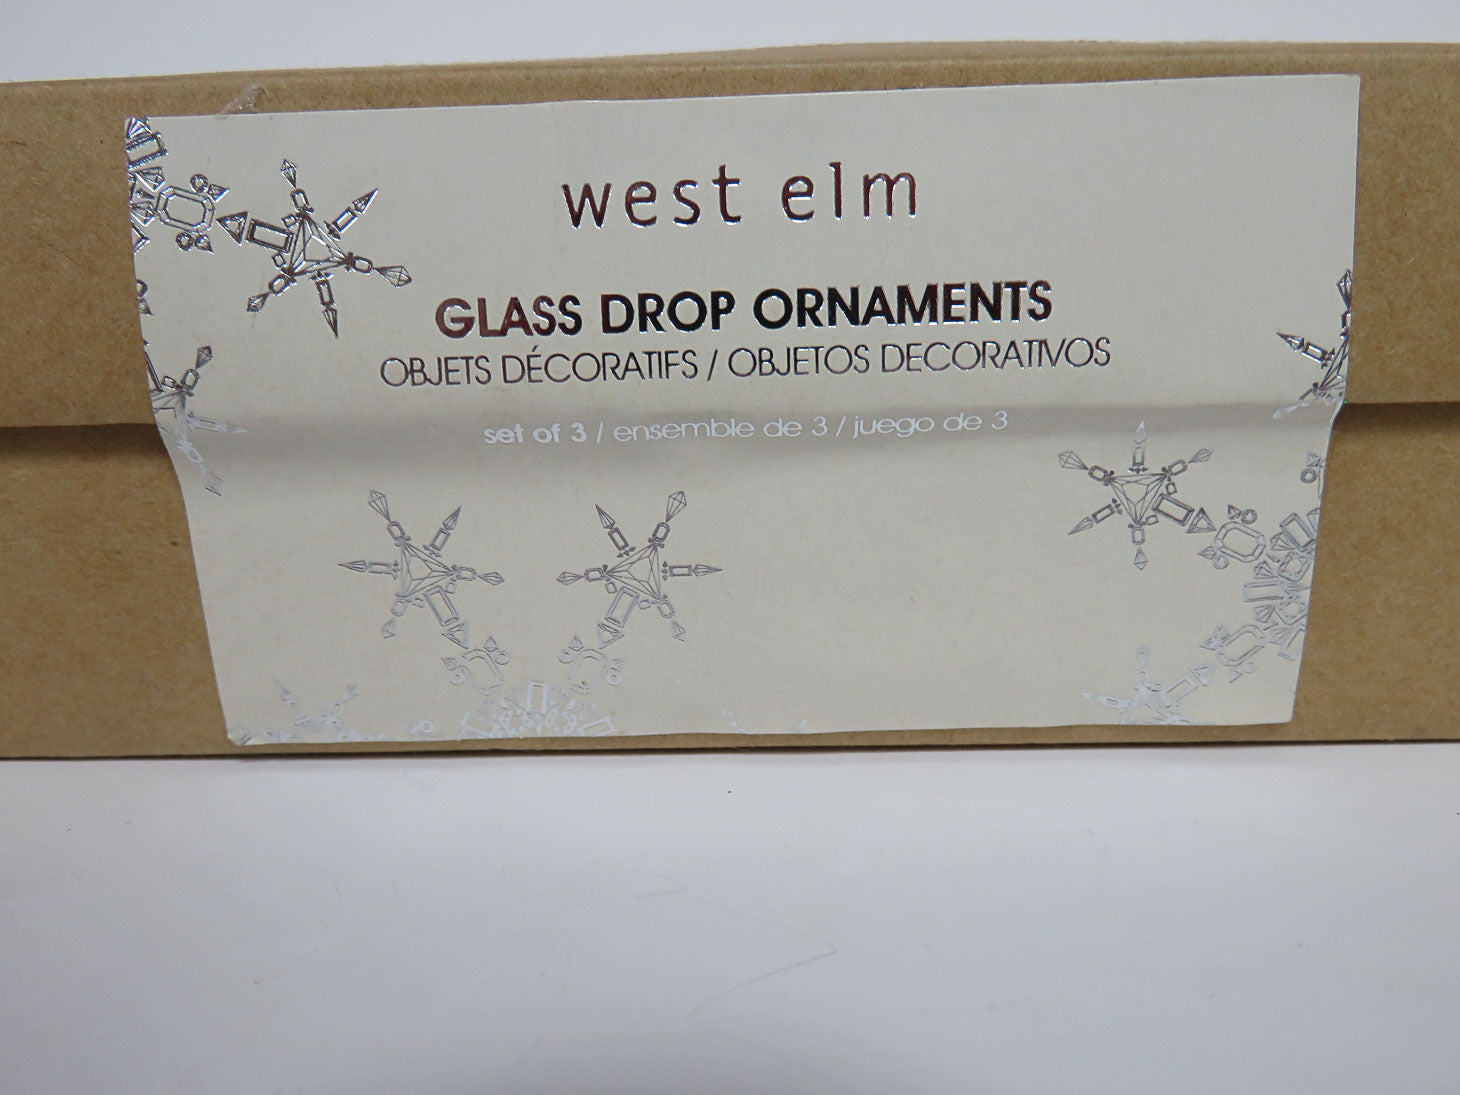 west elm
GLASS DROP ORNAMENTS
OBJETS DÉCORATIFS / OBJETOS DECORATIVOS
set of 3 / ensemble de 3 / juego de 3